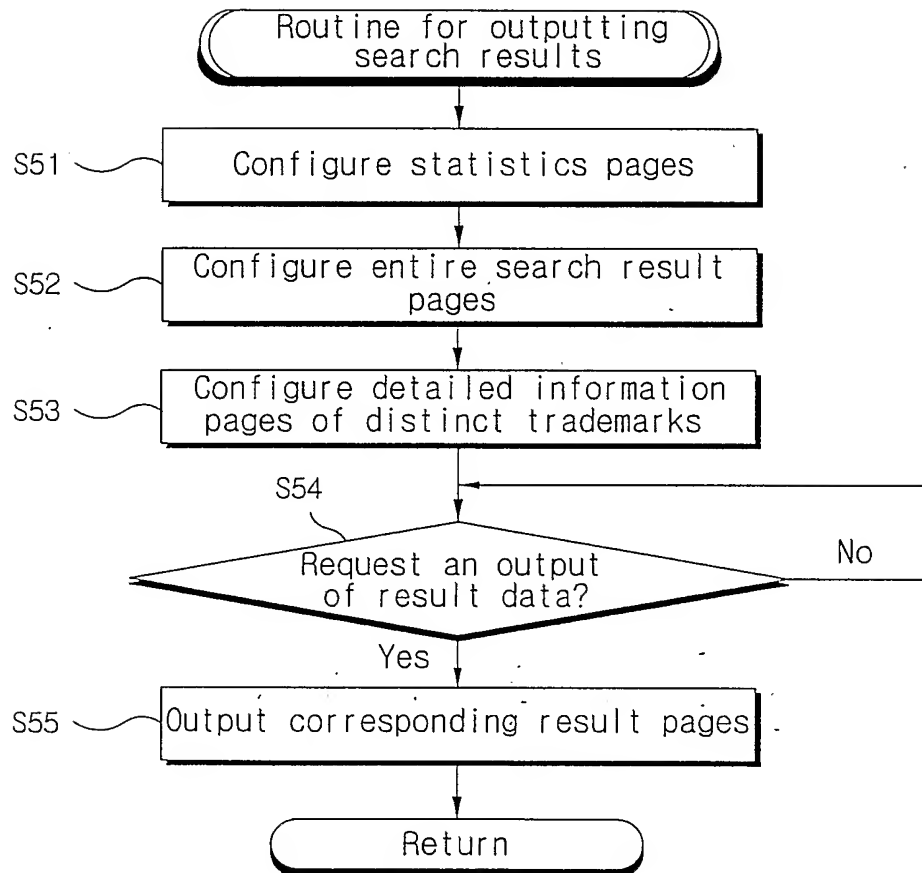 Routine for outputting
search results
S51
Configure statistics pages
S52
Configure entire search result
pages
S53
Configure detailed information
pages of distinct trademarks
S54
Request an output
of result data?
No
Yes
S55
Output corresponding result pages
Return